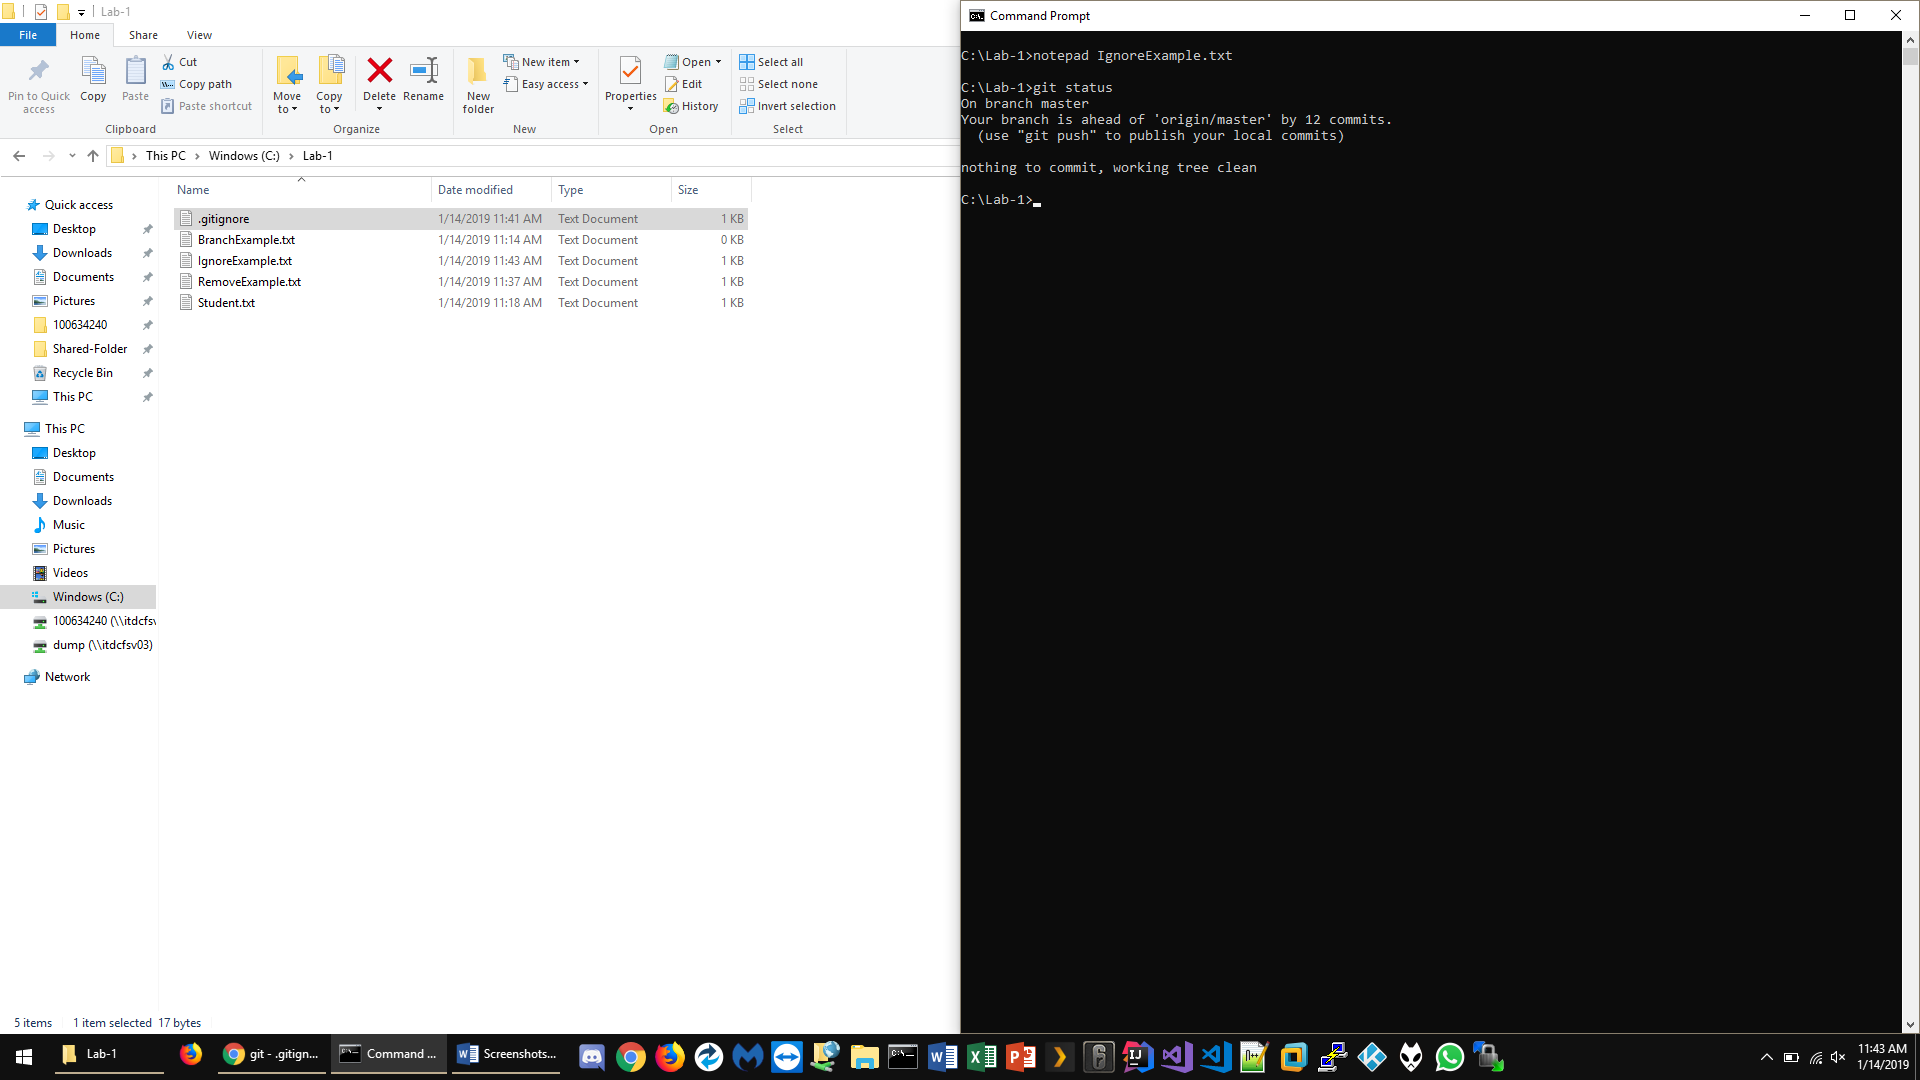 Lab-1
File Home Share View
Pin to Quick access
Copy
Paste
Cut
Copy path
Paste shortcut
Clipboard
Move to
Copy to
Delete
Rename
Organize
New folder
New item
Easy access
New
Properties
Open
Edit
History
Open
Select all
Select none
Invert selection
Select
This PC > Windows (C:) > Lab-1
Quick access
Desktop
Downloads
Documents
Pictures
100634240
Shared-Folder
Recycle Bin
This PC
This PC
Desktop
Documents
Downloads
Music
Pictures
Videos
Windows (C:)
100634240 (\\itdcfsv
dump (\\itdcfsv03)
Network
Name Date modified Type Size
.gitignore 1/14/2019 11:41 AM Text Document 1 KB
BranchExample.txt 1/14/2019 11:14 AM Text Document 0 KB
IgnoreExample.txt 1/14/2019 11:43 AM Text Document 1 KB
RemoveExample.txt 1/14/2019 11:37 AM Text Document 1 KB
Student.txt 1/14/2019 11:18 AM Text Document 1 KB
5 items 1 item selected 17 bytes
Command Prompt
C:\Lab-1>notepad IgnoreExample.txt
C:\Lab-1>git status
On branch master
Your branch is ahead of 'origin/master' by 12 commits.
(use "git push" to publish your local commits)
nothing to commit, working tree clean
C:\Lab-1>
Lab-1
git - .gitign...
Command ...
Screenshots...
11:43 AM
1/14/2019